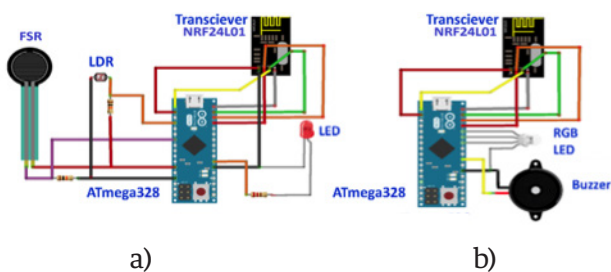 Transciever
NRF24L01
FSR
LDR
LED
ATmega328
a)
Transciever
NRF24L01
RGB
LED
ATmega328
Buzzer
b)